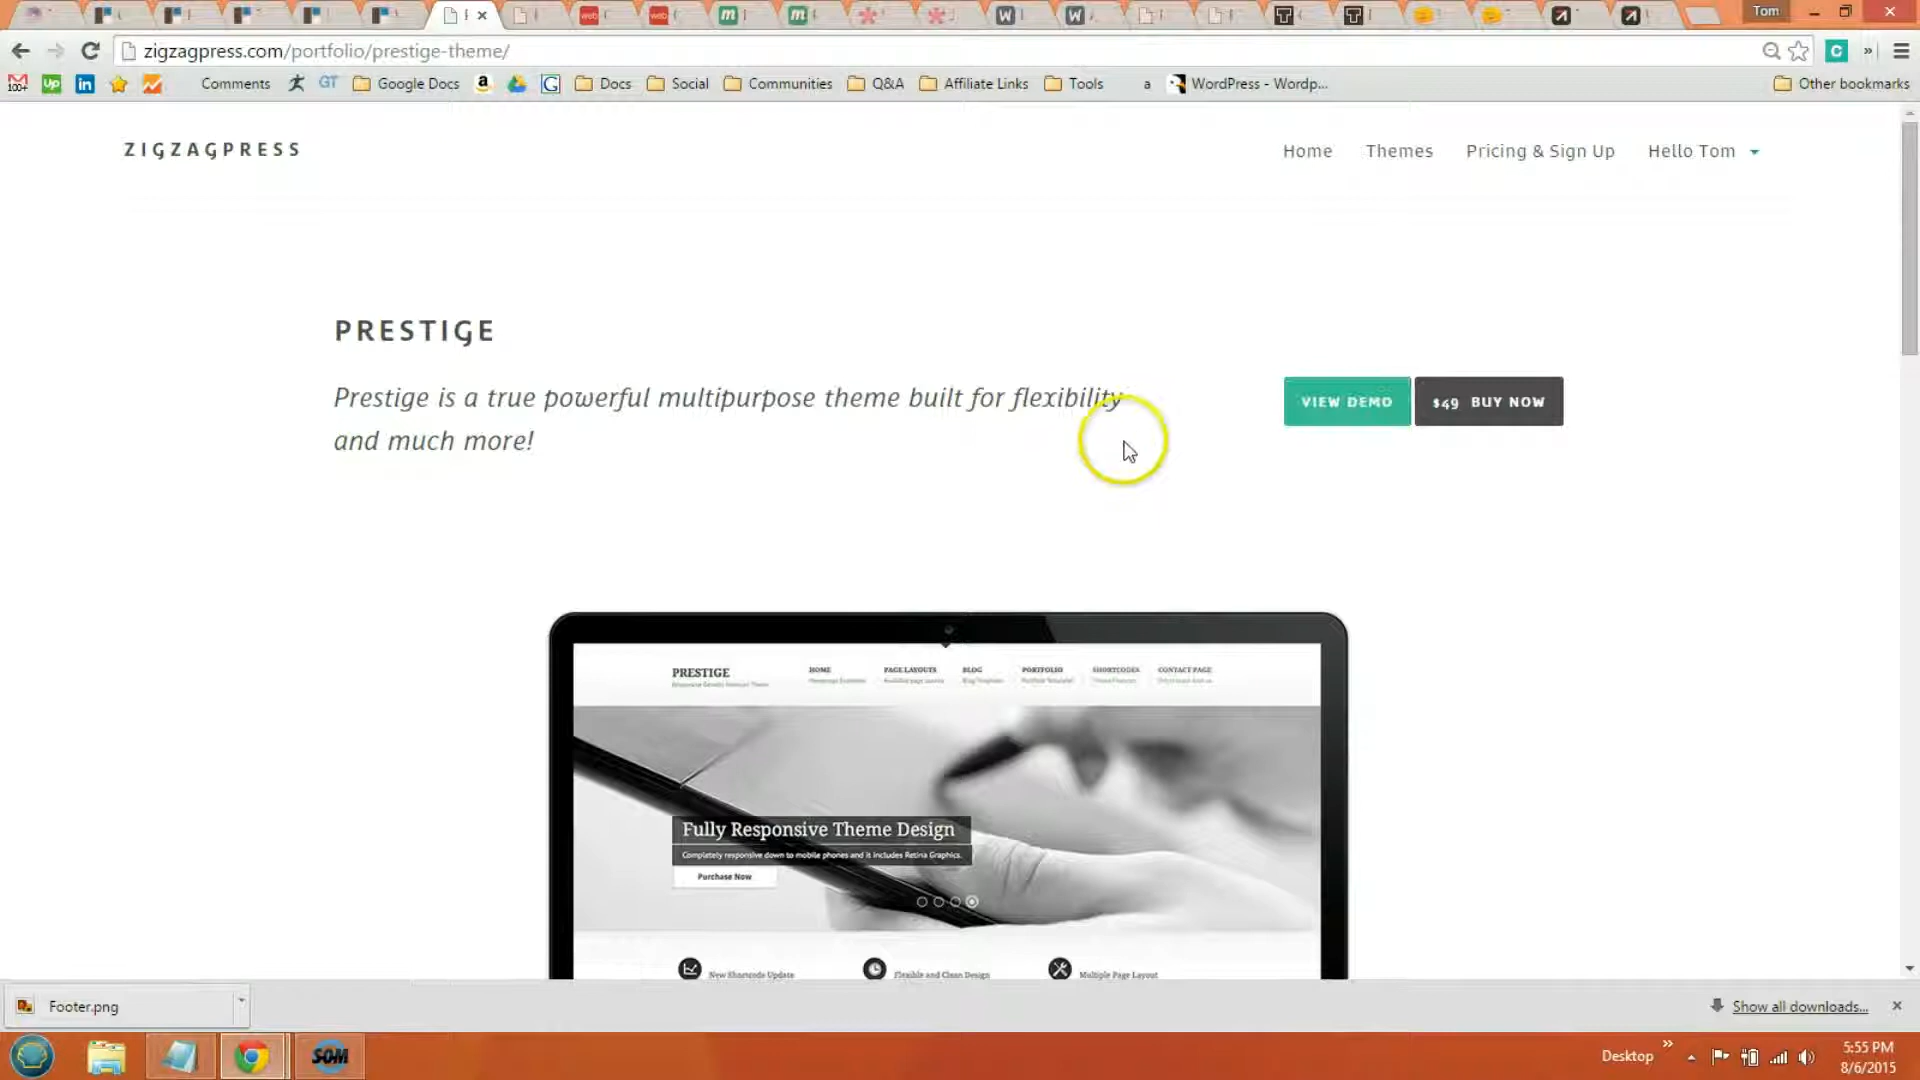 Tom
zigzagpress.com/portfolio/prestige-theme/
100+
up
in
Comments
GT
Google Docs
a
G
Docs
Social
Communities
Q&A
Affiliate Links
Tools
a
WordPress - Wordp...
Other bookmarks
ZIGZAGPRESS
Home
Themes
Pricing & Sign Up
Hello Tom
PRESTIGE
Prestige is a true powerful multipurpose theme built for flexibility
and much more!
VIEW DEMO
$49 BUY NOW
PRESTIGE
HOME
PAGE LAYOUTS
BLOG
PORTFOLIO
SHORTCODES
CONTACT PAGE
Fully Responsive Theme Design
Completely responsive down to mobile phones and it includes Retina Graphics.
Purchase Now
New Shortcode Update
Flexible and Clean Design
Multiple Page Layout
Footer.png
Show all downloads...
SOM
Desktop
5:55 PM
8/6/2015